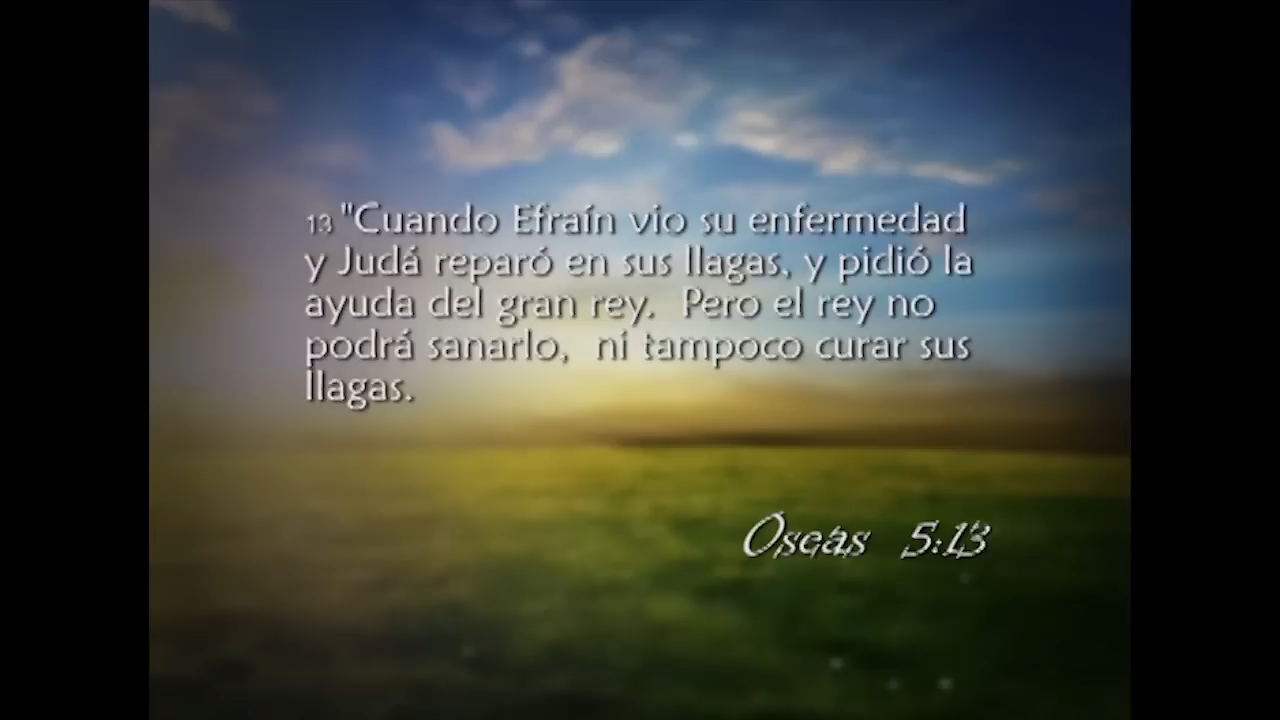 13 "Cuando Efraín vio su enfermedad
y Judá reparó en sus llagas, y pidió la
ayuda del gran rey. Pero el rey no
podrá sanarlo, ni tampoco curar sus
llagas.
Oseas 5:13